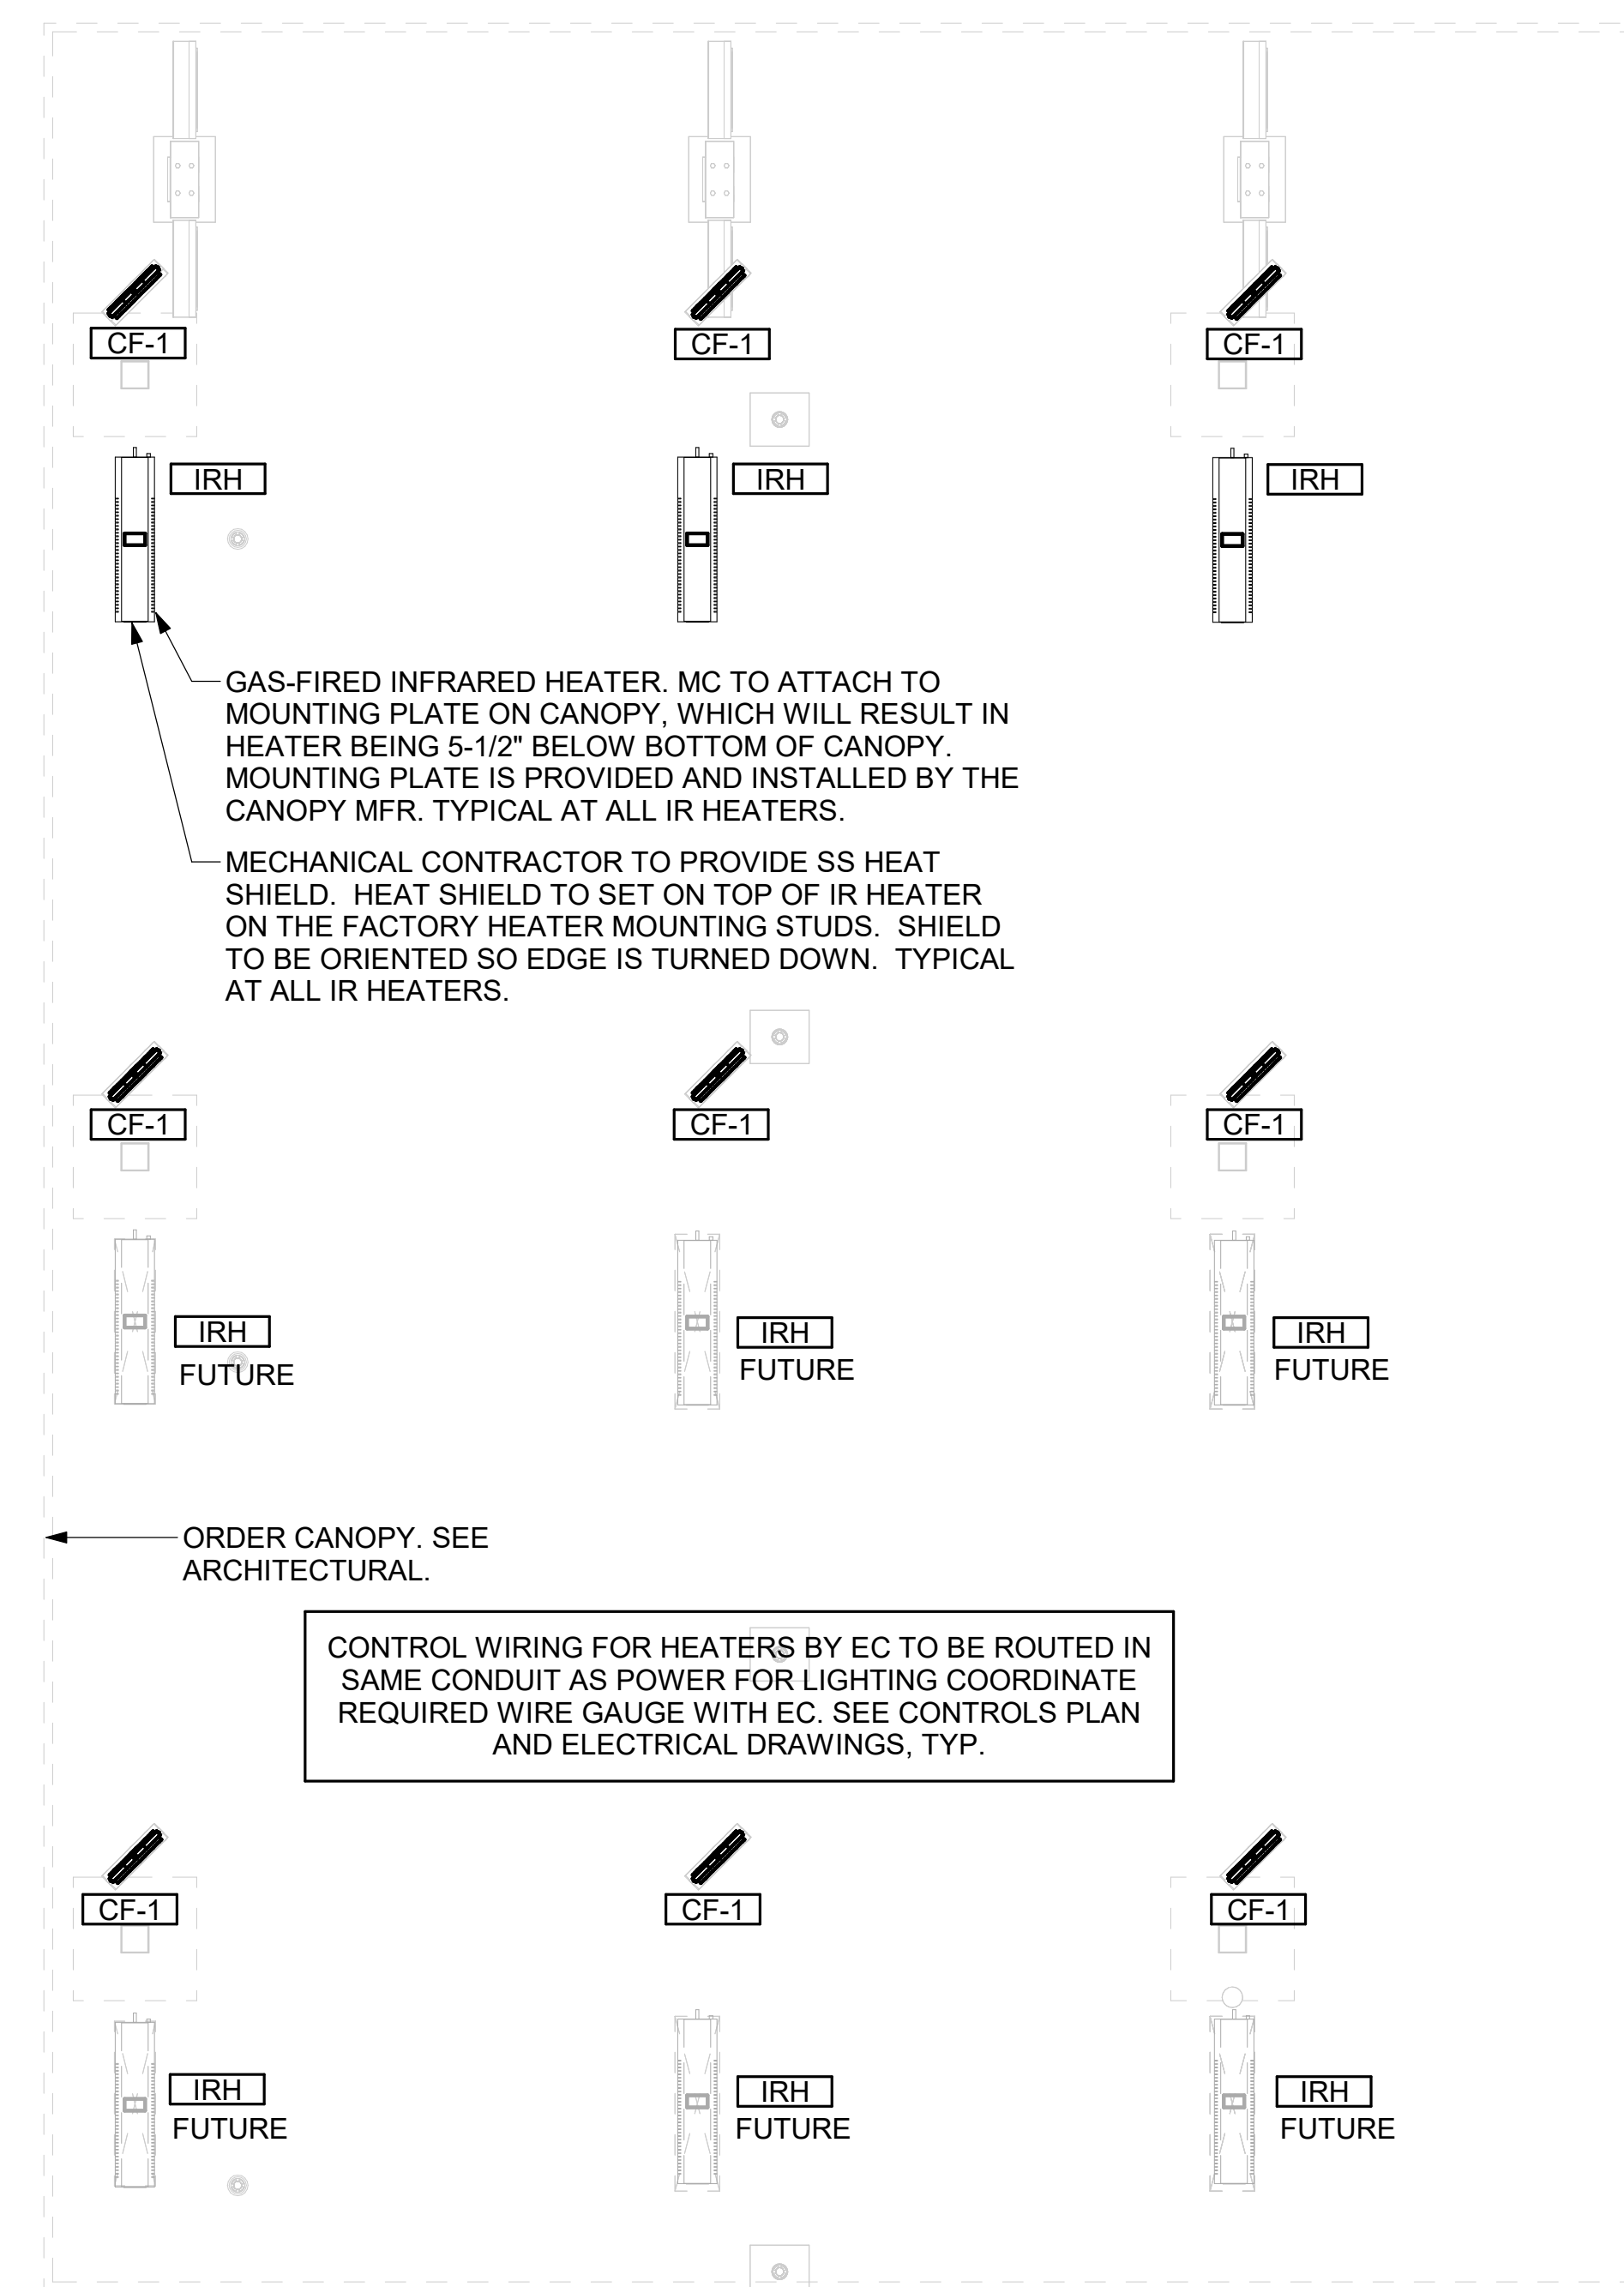 CF-1
CF-1
CF-1
IRH
IRH
IRH
GAS-FIRED INFRARED HEATER. MC TO ATTACH TO
MOUNTING PLATE ON CANOPY, WHICH WILL RESULT IN
HEATER BEING 5-1/2" BELOW BOTTOM OF CANOPY.
MOUNTING PLATE IS PROVIDED AND INSTALLED BY THE
CANOPY MFR. TYPICAL AT ALL IR HEATERS.
MECHANICAL CONTRACTOR TO PROVIDE SS HEAT
SHIELD. HEAT SHIELD TO SET ON TOP OF IR HEATER
ON THE FACTORY HEATER MOUNTING STUDS. SHIELD
TO BE ORIENTED SO EDGE IS TURNED DOWN. TYPICAL
AT ALL IR HEATERS.
CF-1
CF-1
CF-1
IRH
FUTURE
IRH
FUTURE
IRH
FUTURE
ORDER CANOPY. SEE
ARCHITECTURAL.
CONTROL WIRING FOR HEATERS BY EC TO BE ROUTED IN
SAME CONDUIT AS POWER FOR LIGHTING COORDINATE
REQUIRED WIRE GAUGE WITH EC. SEE CONTROLS PLAN
AND ELECTRICAL DRAWINGS, TYP.
CF-1
CF-1
CF-1
IRH
FUTURE
IRH
FUTURE
IRH
FUTURE